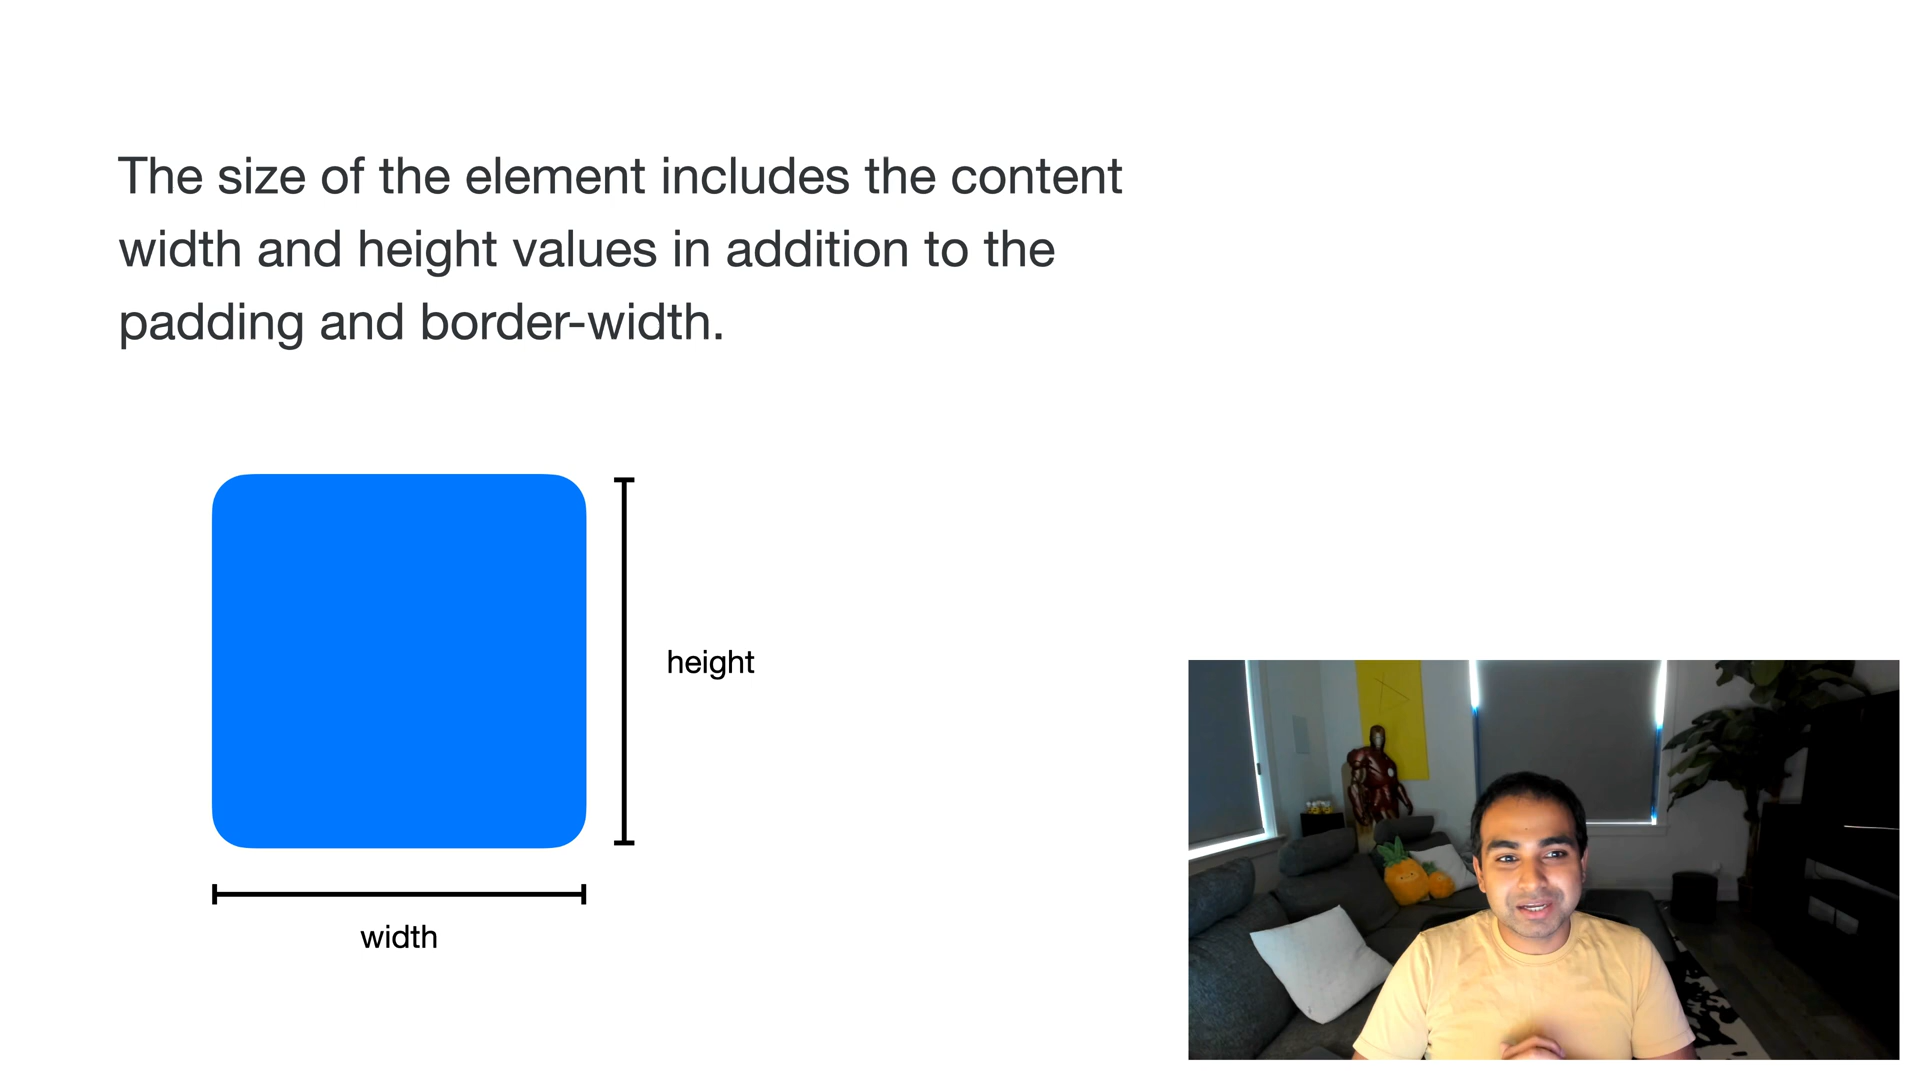 The size of the element includes the content
width and height values in addition to the
padding and border-width.
height
width